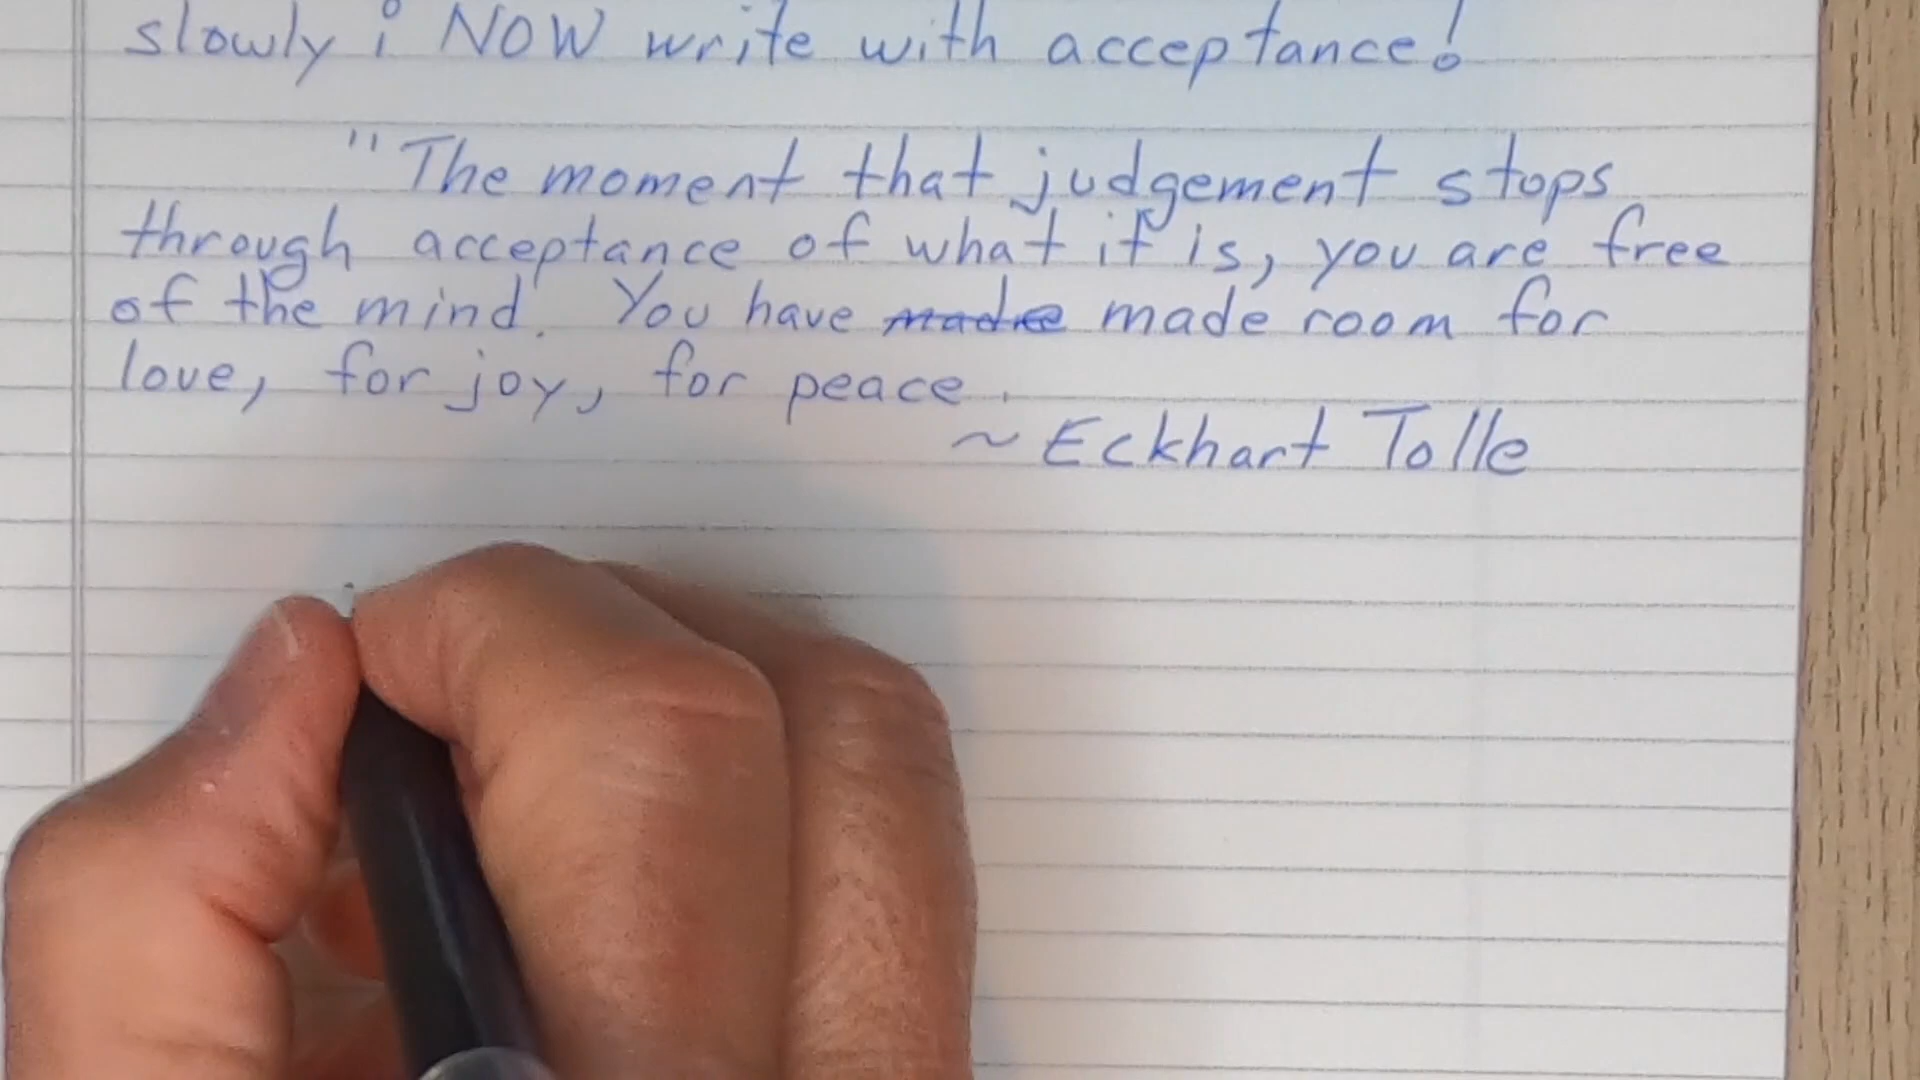 slowly ; NOW write with acceptance!
"The moment that judgement stops
through acceptance of what it is, you are free
of the mind. You have made made room for
love, for joy, for peace.
~ Eckhart Tolle